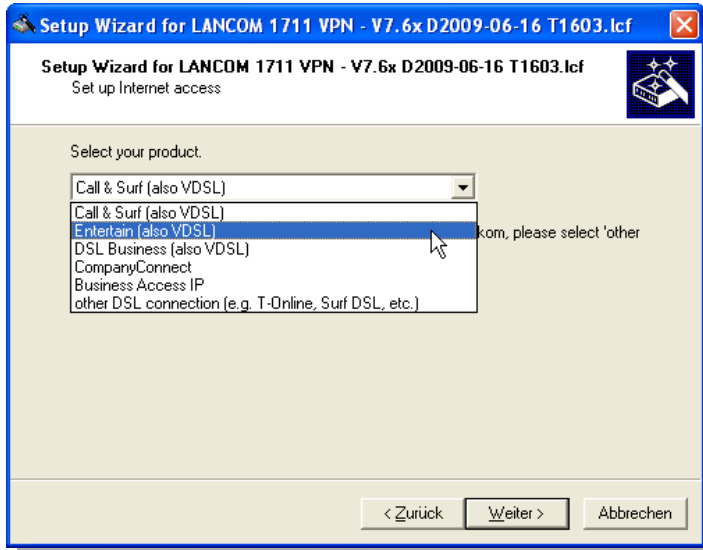 Setup Wizard for LANCOM 1711 VPN - V7.6x D2009-06-16 T1603.lcf
Setup Wizard for LANCOM 1711 VPN - V7.6x D2009-06-16 T1603.lcf
Set up Internet access
Select your product.
Call & Surf (also VDSL)
Call & Surf (also VDSL)
Entertain (also VDSL)
kom, please select 'other
DSL Business (also VDSL)
CompanyConnect
Business Access IP
other DSL connection (e.g. T-Online, Surf DSL, etc.)
< Zurück
Weiter >
Abbrechen